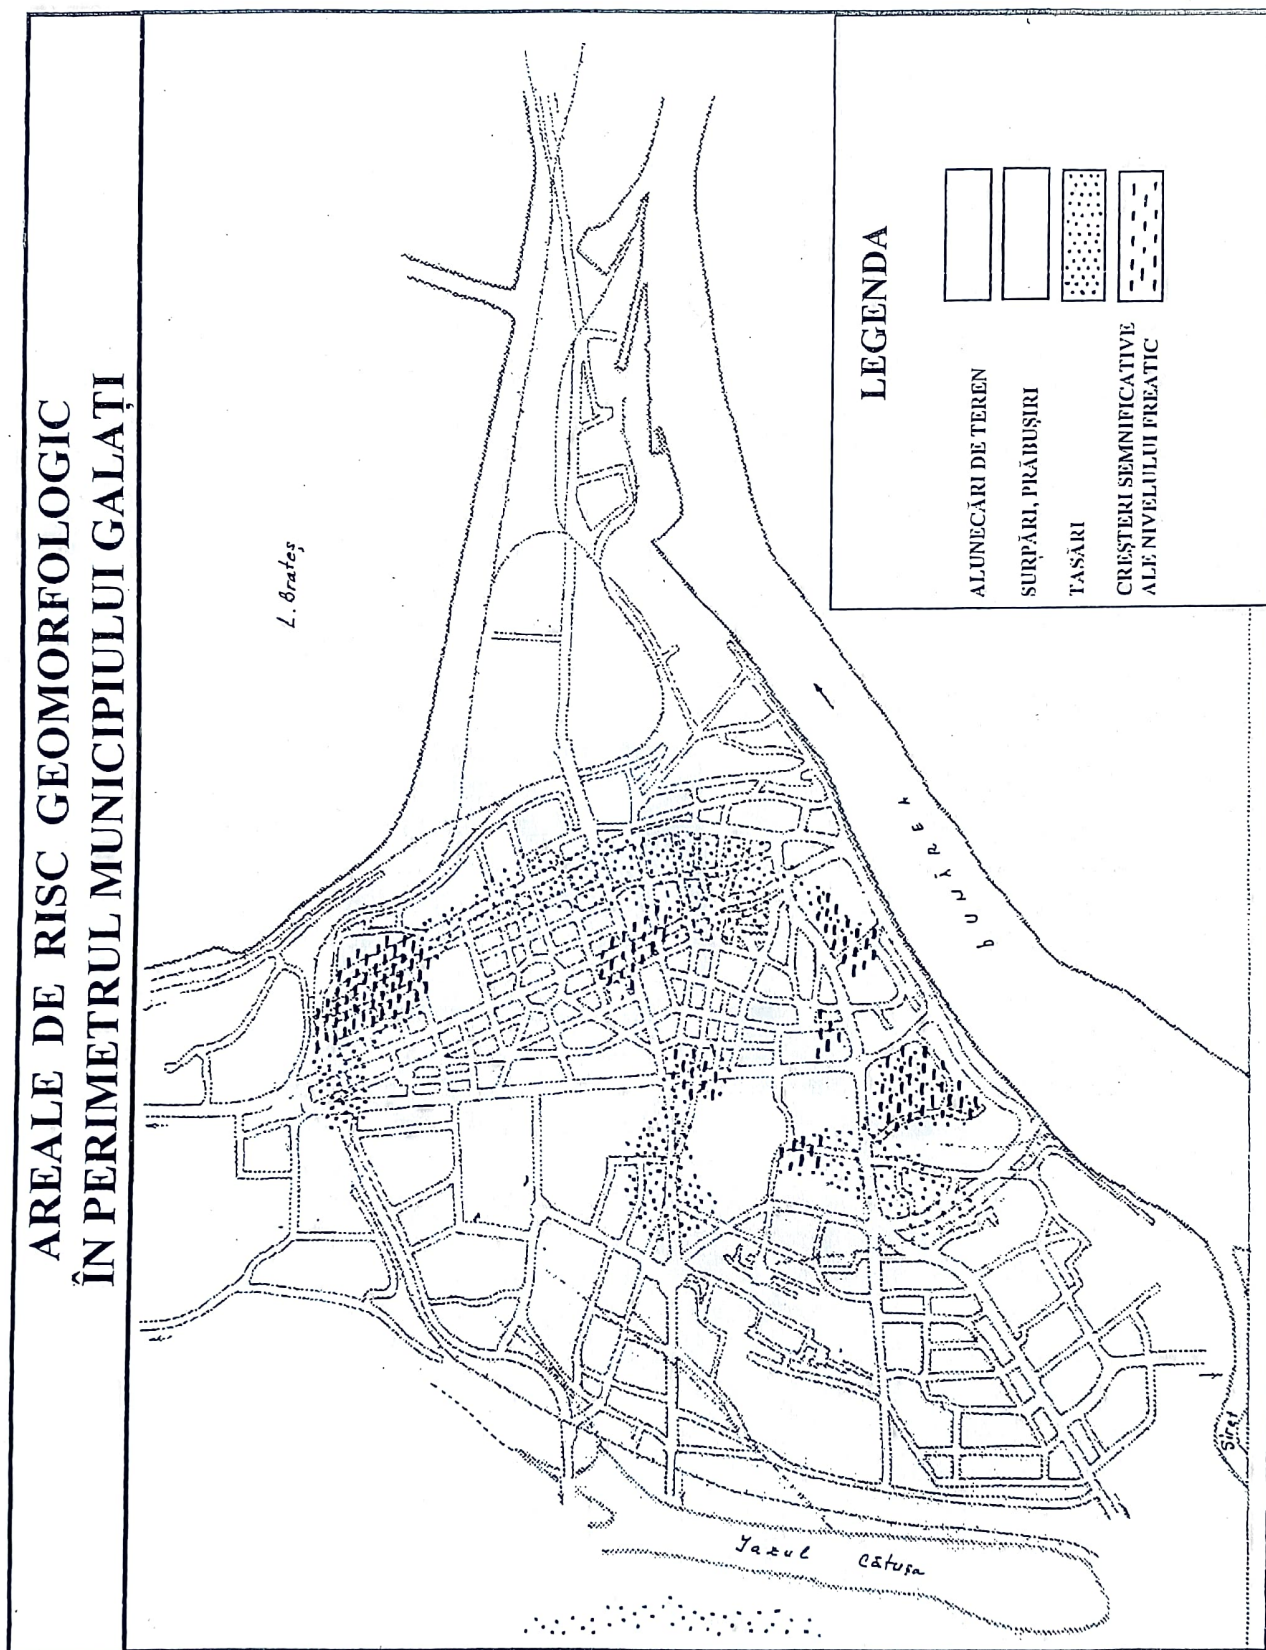 AREALE DE RISC GEOMORFOLOGIC
ÎN PERIMETRUL MUNICIPIULUI GALAȚI
L. Brateș
DUNĂREA
Iazul Cătușa
Siret
LEGENDA
ALUNECĂRI DE TEREN
SURPĂRI, PRĂBUȘIRI
TASĂRI
CREȘTERI SEMNIFICATIVE
ALE NIVELULUI FREATIC